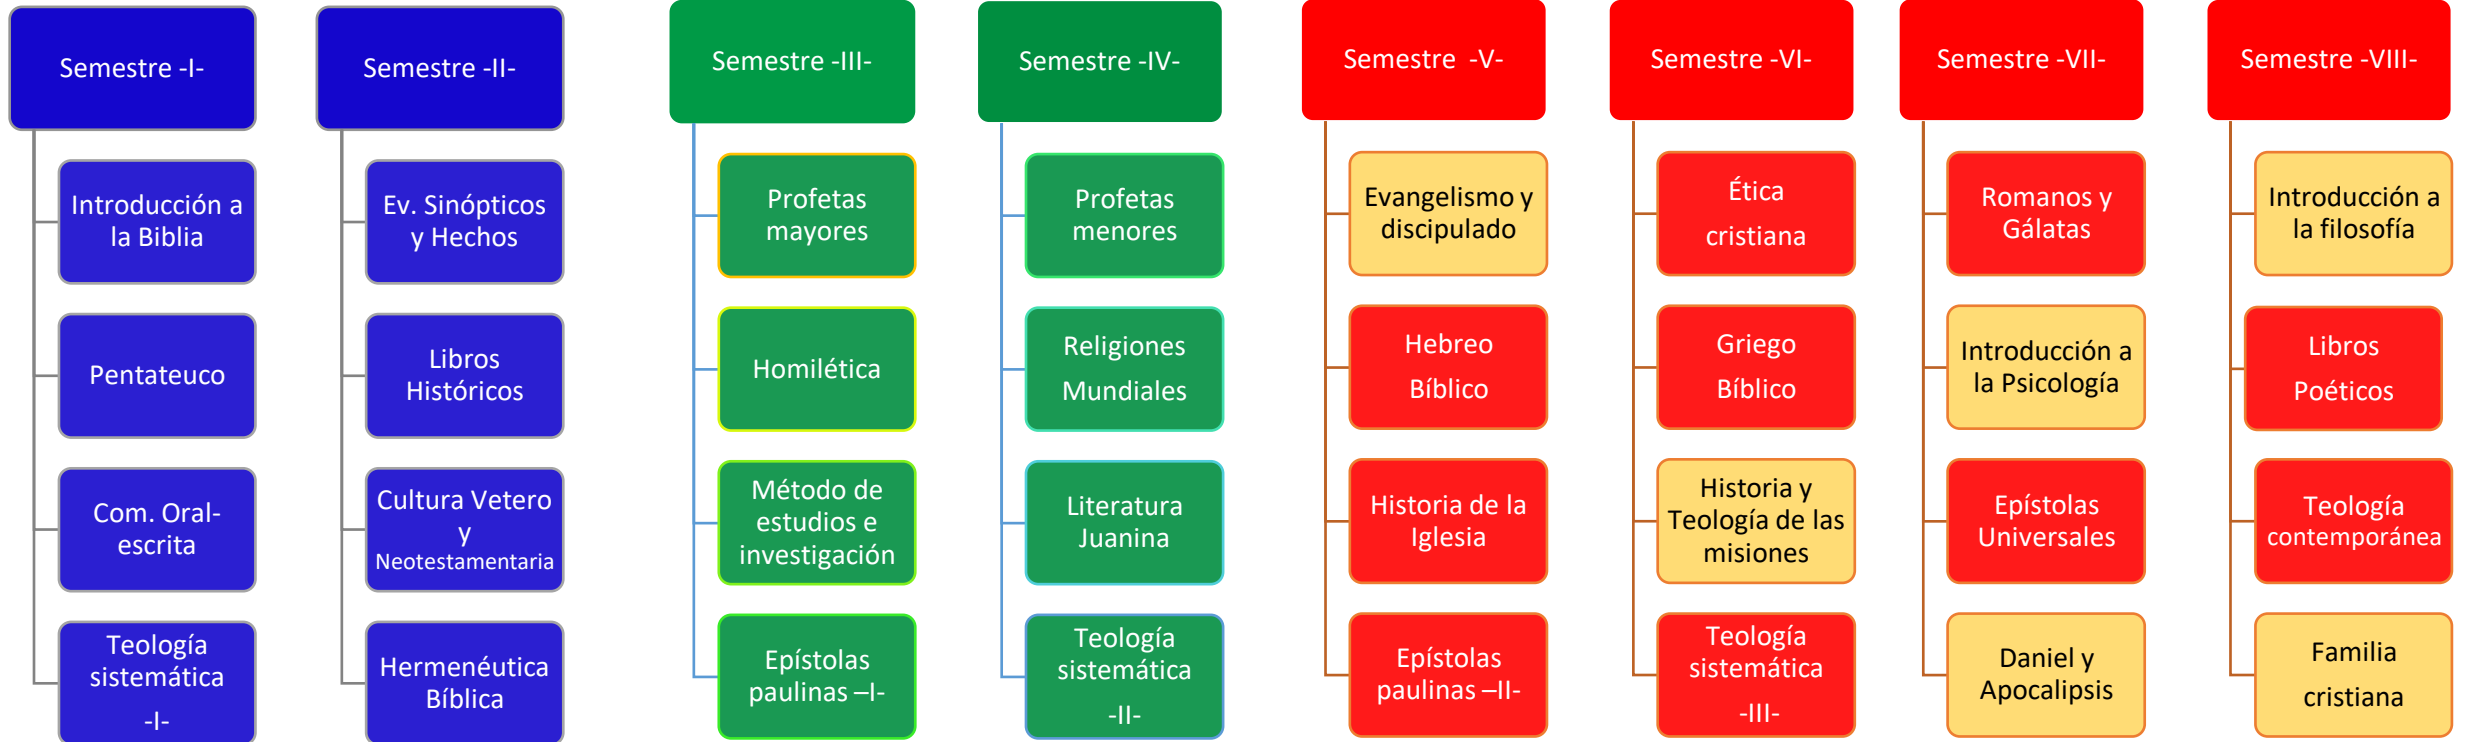 Semestre -I-
Introducción a
la Biblia
Pentateuco
Com. Oral-
escrita
Teología
sistemática
-I-
Semestre -II-
Ev. Sinópticos
y Hechos
Libros
Históricos
Cultura Vetero
y
Neotestamentaria
Hermenéutica
Bíblica
Semestre -III-
Profetas
mayores
Homilética
Método de
estudios e
investigación
Epístolas
paulinas –I-
Semestre -IV-
Profetas
menores
Religiones
Mundiales
Literatura
Juanina
Teología
sistemática
-II-
Semestre -V-
Evangelismo y
discipulado
Hebreo
Bíblico
Historia de la
Iglesia
Epístolas
paulinas –II-
Semestre -VI-
Ética
cristiana
Griego
Bíblico
Historia y
Teología de las
misiones
Teología
sistemática
-III-
Semestre -VII-
Romanos y
Gálatas
Introducción a
la Psicología
Epístolas
Universales
Daniel y
Apocalipsis
Semestre -VIII-
Introducción a
la filosofía
Libros
Poéticos
Teología
contemporánea
Familia
cristiana